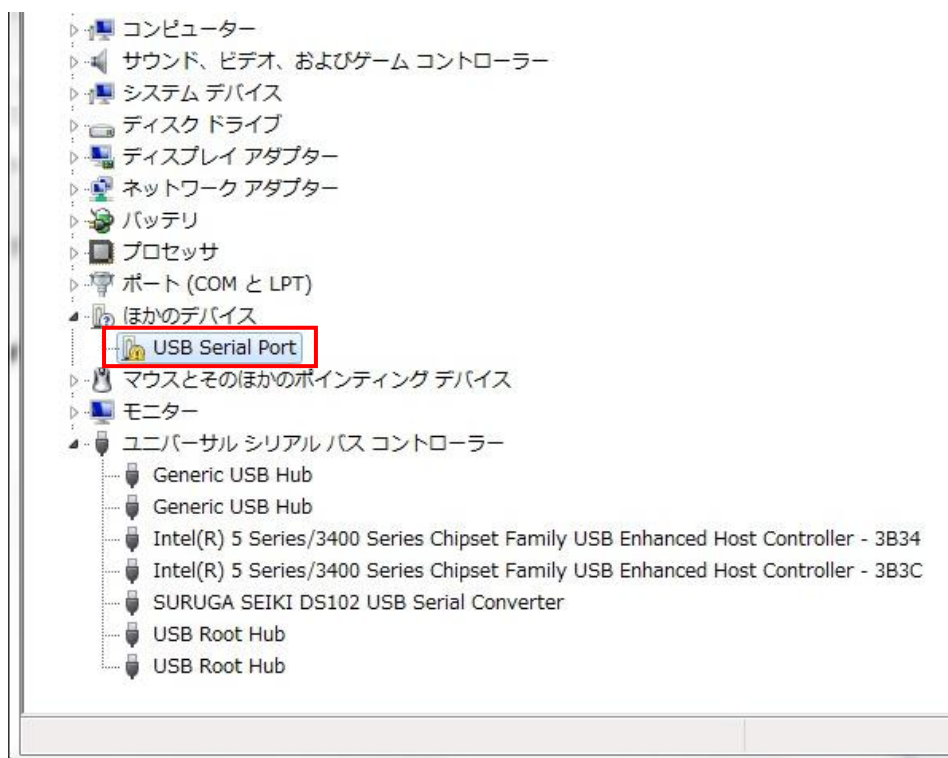 コンピューター
サウンド、ビデオ、およびゲーム コントローラー
システム デバイス
ディスク ドライブ
ディスプレイ アダプター
ネットワーク アダプター
バッテリ
プロセッサ
ポート (COM と LPT)
ほかのデバイス
USB Serial Port
マウスとそのほかのポインティング デバイス
モニター
ユニバーサル シリアル バス コントローラー
Generic USB Hub
Generic USB Hub
Intel(R) 5 Series/3400 Series Chipset Family USB Enhanced Host Controller - 3B34
Intel(R) 5 Series/3400 Series Chipset Family USB Enhanced Host Controller - 3B3C
SURUGA SEIKI DS102 USB Serial Converter
USB Root Hub
USB Root Hub